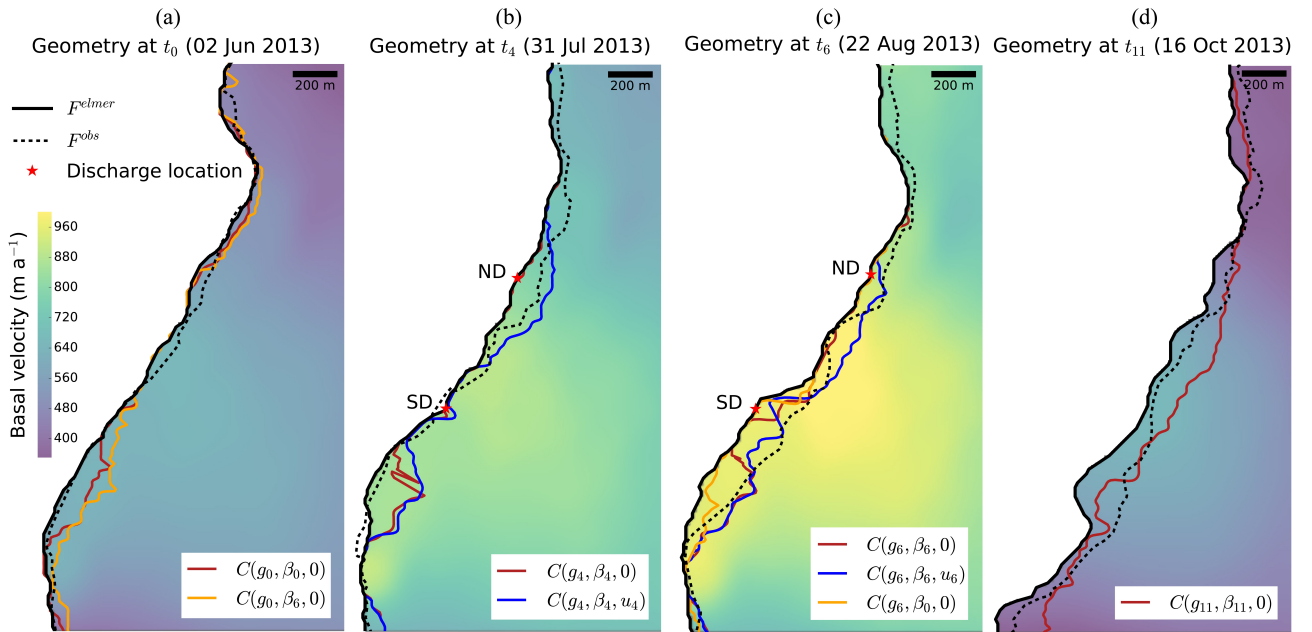 (a)
Geometry at t₀ (02 Jun 2013)
200 m
F^elmer
F^obs
Discharge location
Basal velocity (m a⁻¹)
960
880
800
720
640
560
480
400
C(g₀, β₀, 0)
C(g₀, β₆, 0)
(b)
Geometry at t₄ (31 Jul 2013)
200 m
ND
SD
C(g₄, β₄, 0)
C(g₄, β₄, u₄)
(c)
Geometry at t₆ (22 Aug 2013)
200 m
ND
SD
C(g₆, β₆, 0)
C(g₆, β₆, u₆)
C(g₆, β₀, 0)
(d)
Geometry at t₁₁ (16 Oct 2013)
200 m
C(g₁₁, β₁₁, 0)